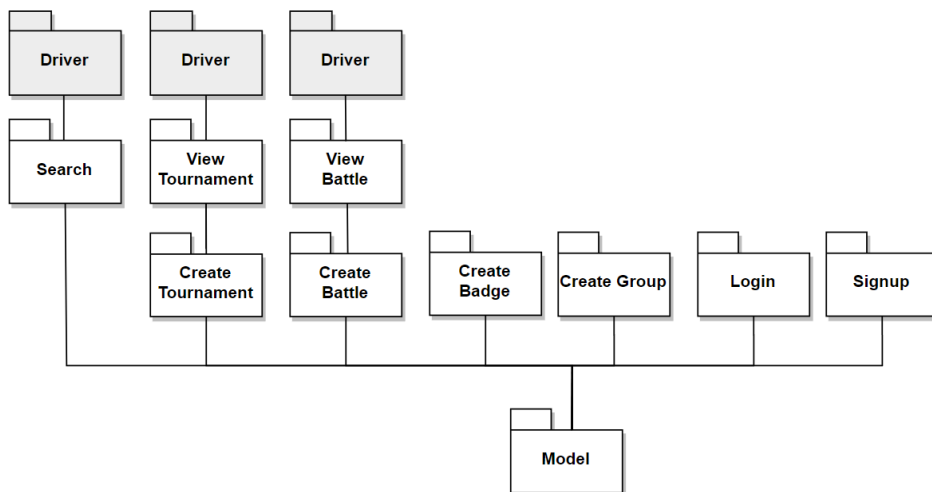 Driver
Driver
Driver
Search
View
Tournament
View
Battle
Create
Tournament
Create
Battle
Create
Badge
Create Group
Login
Signup
Model